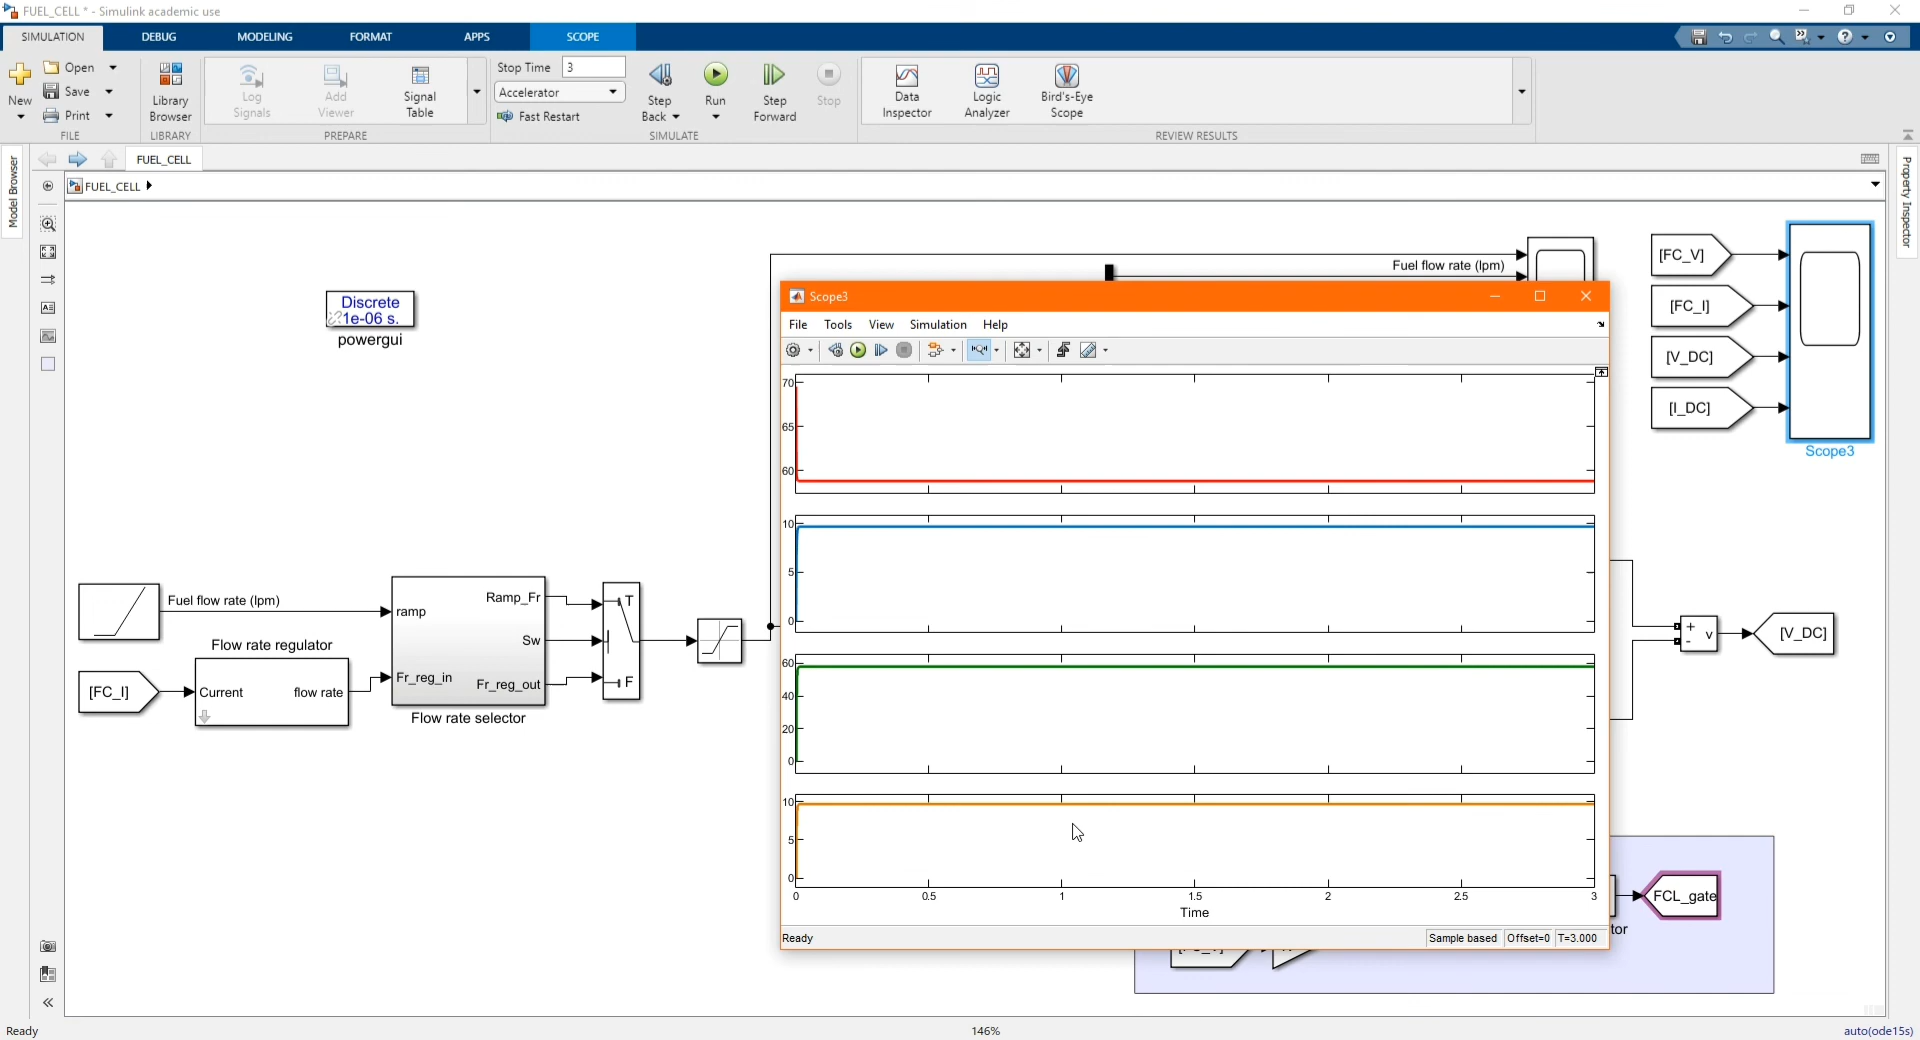 FUEL_CELL * - Simulink academic use
SIMULATION
DEBUG
MODELING
FORMAT
APPS
SCOPE
New
Open
Save
Print
FILE
Library
Browser
LIBRARY
Log
Signals
Add
Viewer
Signal
Table
PREPARE
Stop Time
3
Accelerator
Fast Restart
Step
Back
Run
Step
Forward
Stop
SIMULATE
Data
Inspector
Logic
Analyzer
Bird's-Eye
Scope
REVIEW RESULTS
Model Browser
Property Inspector
FUEL_CELL
FUEL_CELL
Discrete
1e-06 s.
powergui
Fuel flow rate (lpm)
[FC_V]
[FC_I]
[V_DC]
[I_DC]
Scope3
Scope3
File
Tools
View
Simulation
Help
70
65
60
10
5
0
60
40
20
0
10
5
0
0
0.5
1
1.5
2
2.5
3
Time
Ready
Sample based
Offset=0
T=3.000
Fuel flow rate (lpm)
Flow rate regulator
[FC_I]
Current
flow rate
ramp
Ramp_Fr
Sw
Fr_reg_in
Fr_reg_out
Flow rate selector
T
F
+
-
v
[V_DC]
FCL_gate
tor
Ready
146%
auto(ode15s)